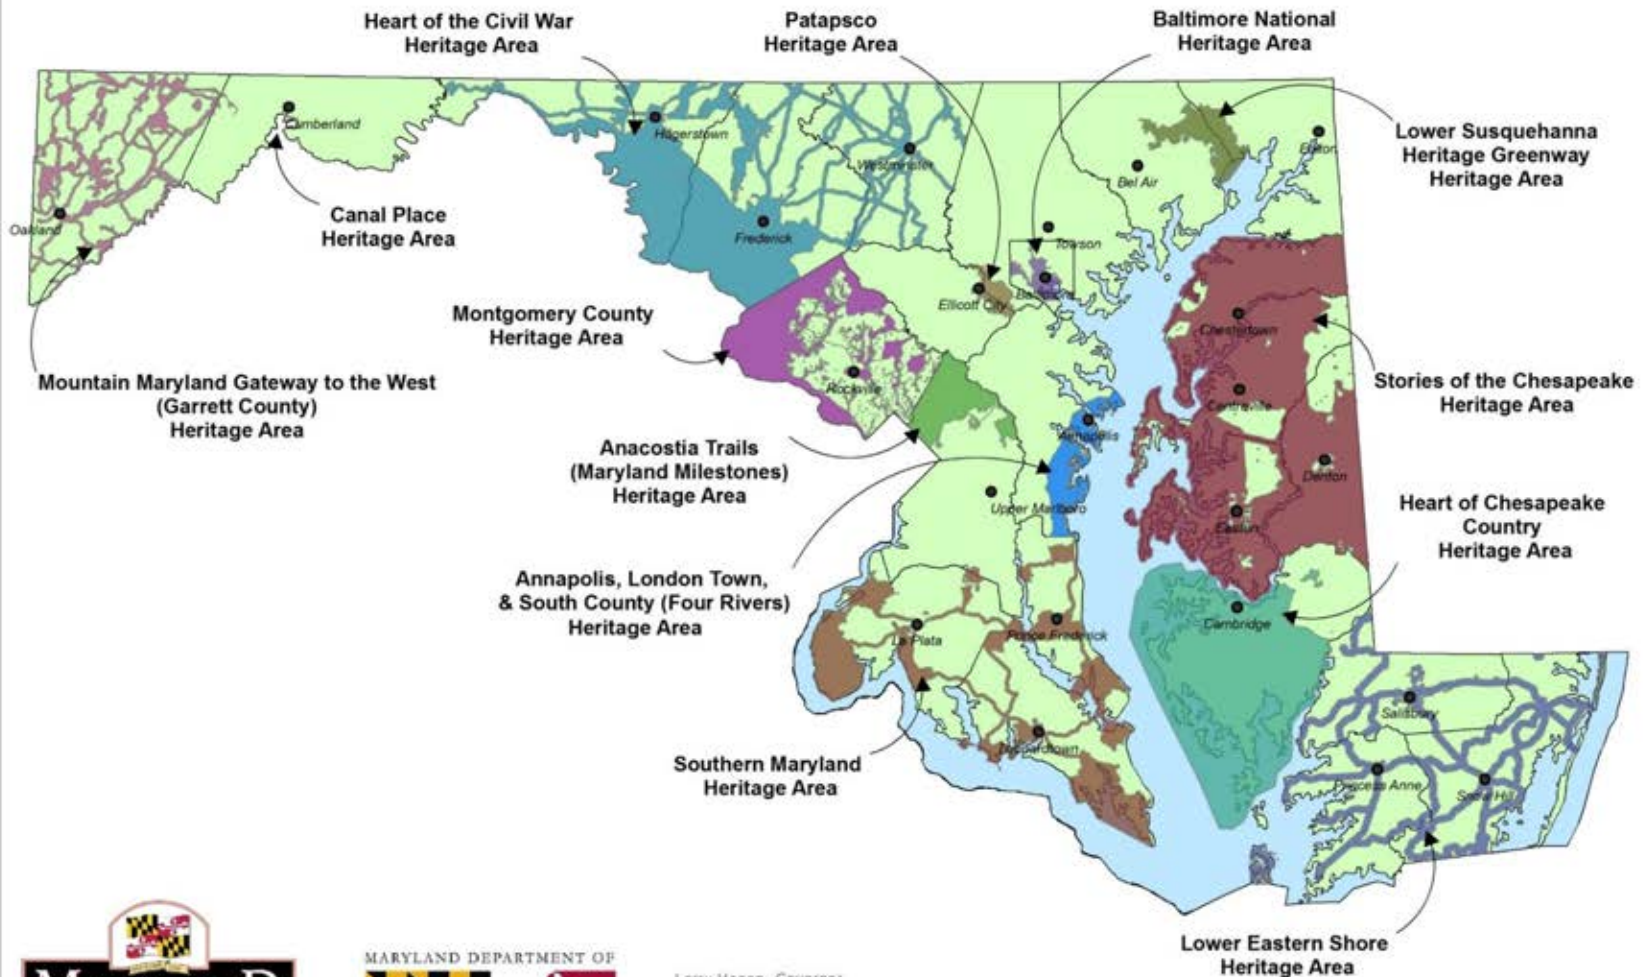 Heart of the Civil War
Heritage Area
Patapsco
Heritage Area
Baltimore National
Heritage Area
Lower Susquehanna
Heritage Greenway
Heritage Area
Canal Place
Heritage Area
Montgomery County
Heritage Area
Mountain Maryland Gateway to the West
(Garrett County)
Heritage Area
Stories of the Chesapeake
Heritage Area
Anacostia Trails
(Maryland Milestones)
Heritage Area
Heart of Chesapeake
Country
Heritage Area
Annapolis, London Town,
& South County (Four Rivers)
Heritage Area
Southern Maryland
Heritage Area
Lower Eastern Shore
Heritage Area
Cumberland
Hagerstown
Westminster
Elkton
Bel Air
Oakland
Frederick
Towson
Baltimore
Ellicott City
Chestertown
Rockville
Centreville
Annapolis
Denton
Upper Marlboro
Easton
Cambridge
La Plata
Prince Frederick
Salisbury
Leonardtown
Princess Anne
Snow Hill
MARYLAND DEPARTMENT OF
Larry Hogan, Governor